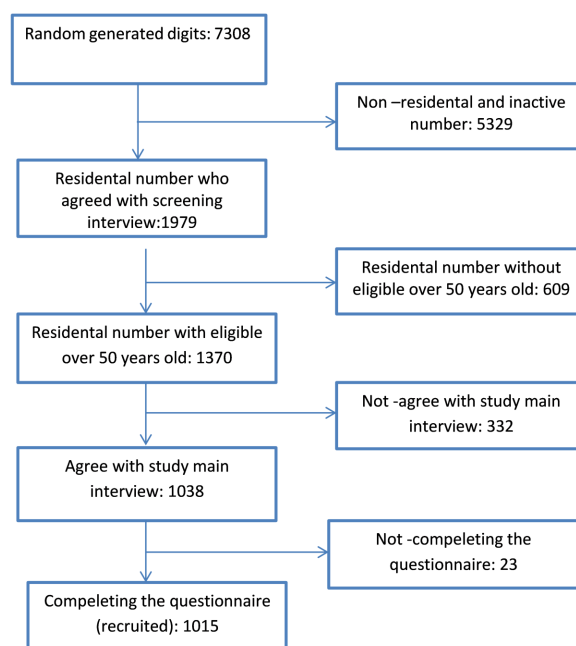 Random generated digits: 7308
Non –residental and inactive
number: 5329
Residental number who
agreed with screening
interview:1979
Residental number without
eligible over 50 years old: 609
Residental number with eligible
over 50 years old: 1370
Not -agree with study main
interview: 332
Agree with study main
interview: 1038
Not -compeleting the
questionnaire: 23
Compeleting the questionnaire
(recruited): 1015